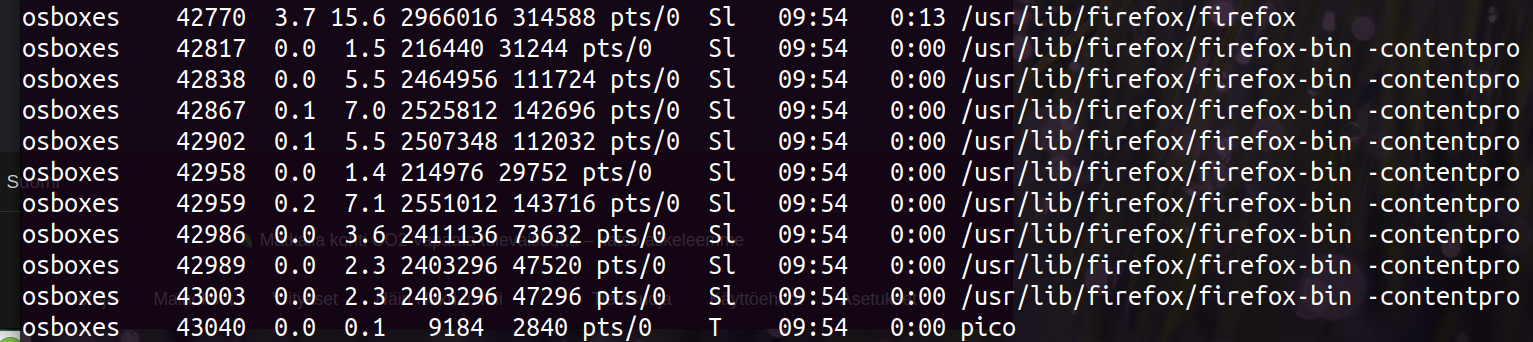 osboxes 42770 3.7 15.6 2966016 314588 pts/0 Sl 09:54 0:13 /usr/lib/firefox/firefox
osboxes 42817 0.0 1.5 216440 31244 pts/0 Sl 09:54 0:00 /usr/lib/firefox/firefox-bin -contentpro
osboxes 42838 0.0 5.5 2464956 111724 pts/0 Sl 09:54 0:00 /usr/lib/firefox/firefox-bin -contentpro
osboxes 42867 0.1 7.0 2525812 142696 pts/0 Sl 09:54 0:00 /usr/lib/firefox/firefox-bin -contentpro
osboxes 42902 0.1 5.5 2507348 112032 pts/0 Sl 09:54 0:00 /usr/lib/firefox/firefox-bin -contentpro
osboxes 42958 0.0 1.4 214976 29752 pts/0 Sl 09:54 0:00 /usr/lib/firefox/firefox-bin -contentpro
Suomi
osboxes 42959 0.2 7.1 2551012 143716 pts/0 Sl 09:54 0:00 /usr/lib/firefox/firefox-bin -contentpro
osboxes 42986 0.0 3.6 2411136 73632 pts/0 Sl 09:54 0:00 /usr/lib/firefox/firefox-bin -contentpro
osboxes 42989 0.0 2.3 2403296 47520 pts/0 Sl 09:54 0:00 /usr/lib/firefox/firefox-bin -contentpro
osboxes 43003 0.0 2.3 2403296 47296 pts/0 Sl 09:54 0:00 /usr/lib/firefox/firefox-bin -contentpro
osboxes 43040 0.0 0.1 9184 2840 pts/0 T 09:54 0:00 pico